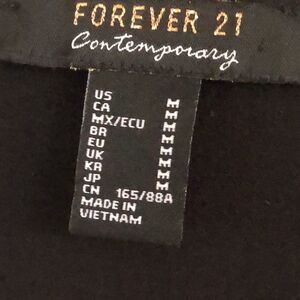 FOREVER 21
Contemporary
US M
CA M
MX/ECU M
BR M
EU M
UK M
KR M
JP M
CN 165/88A
MADE IN
VIETNAM